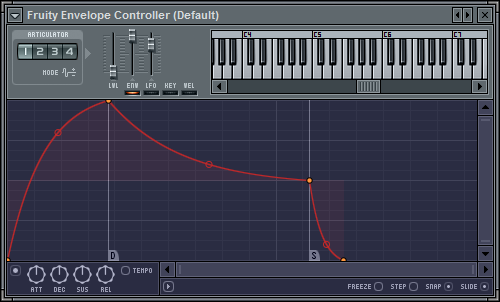 Fruity Envelope Controller (Default)
ARTICULATOR
1 2 3 4
MODE
LVL ENV LFO KEY VEL
C4 C5 C6 C7
D S
ATT DEC SUS REL
TEMPO
FREEZE STEP SNAP SLIDE